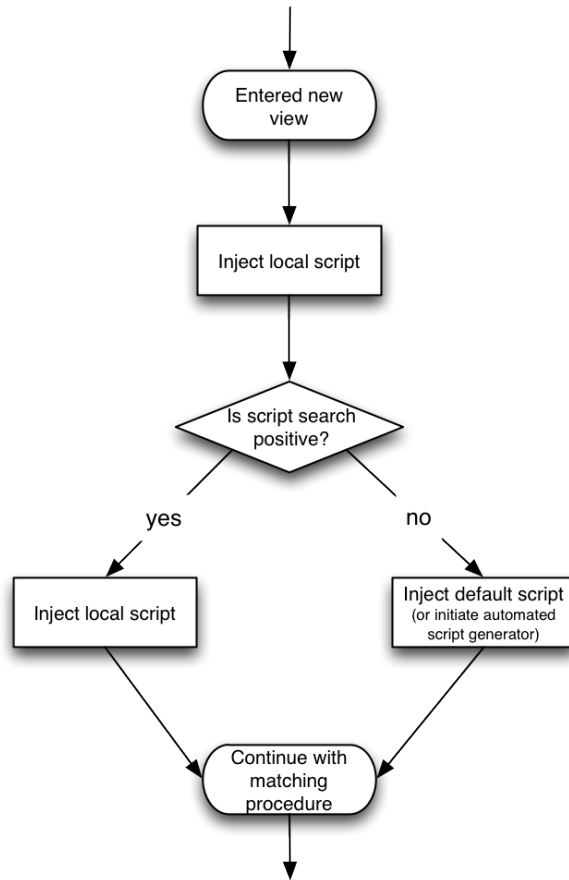 Entered new
view
Inject local script
Is script search
positive?
yes
no
Inject local script
Inject default script
(or initiate automated
script generator)
Continue with
matching
procedure